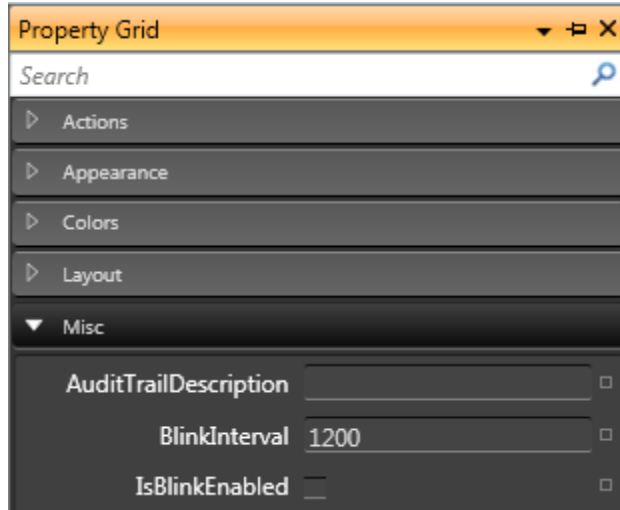 Property Grid
Search
Actions
Appearance
Colors
Layout
Misc
AuditTrailDescription
BlinkInterval 1200
IsBlinkEnabled